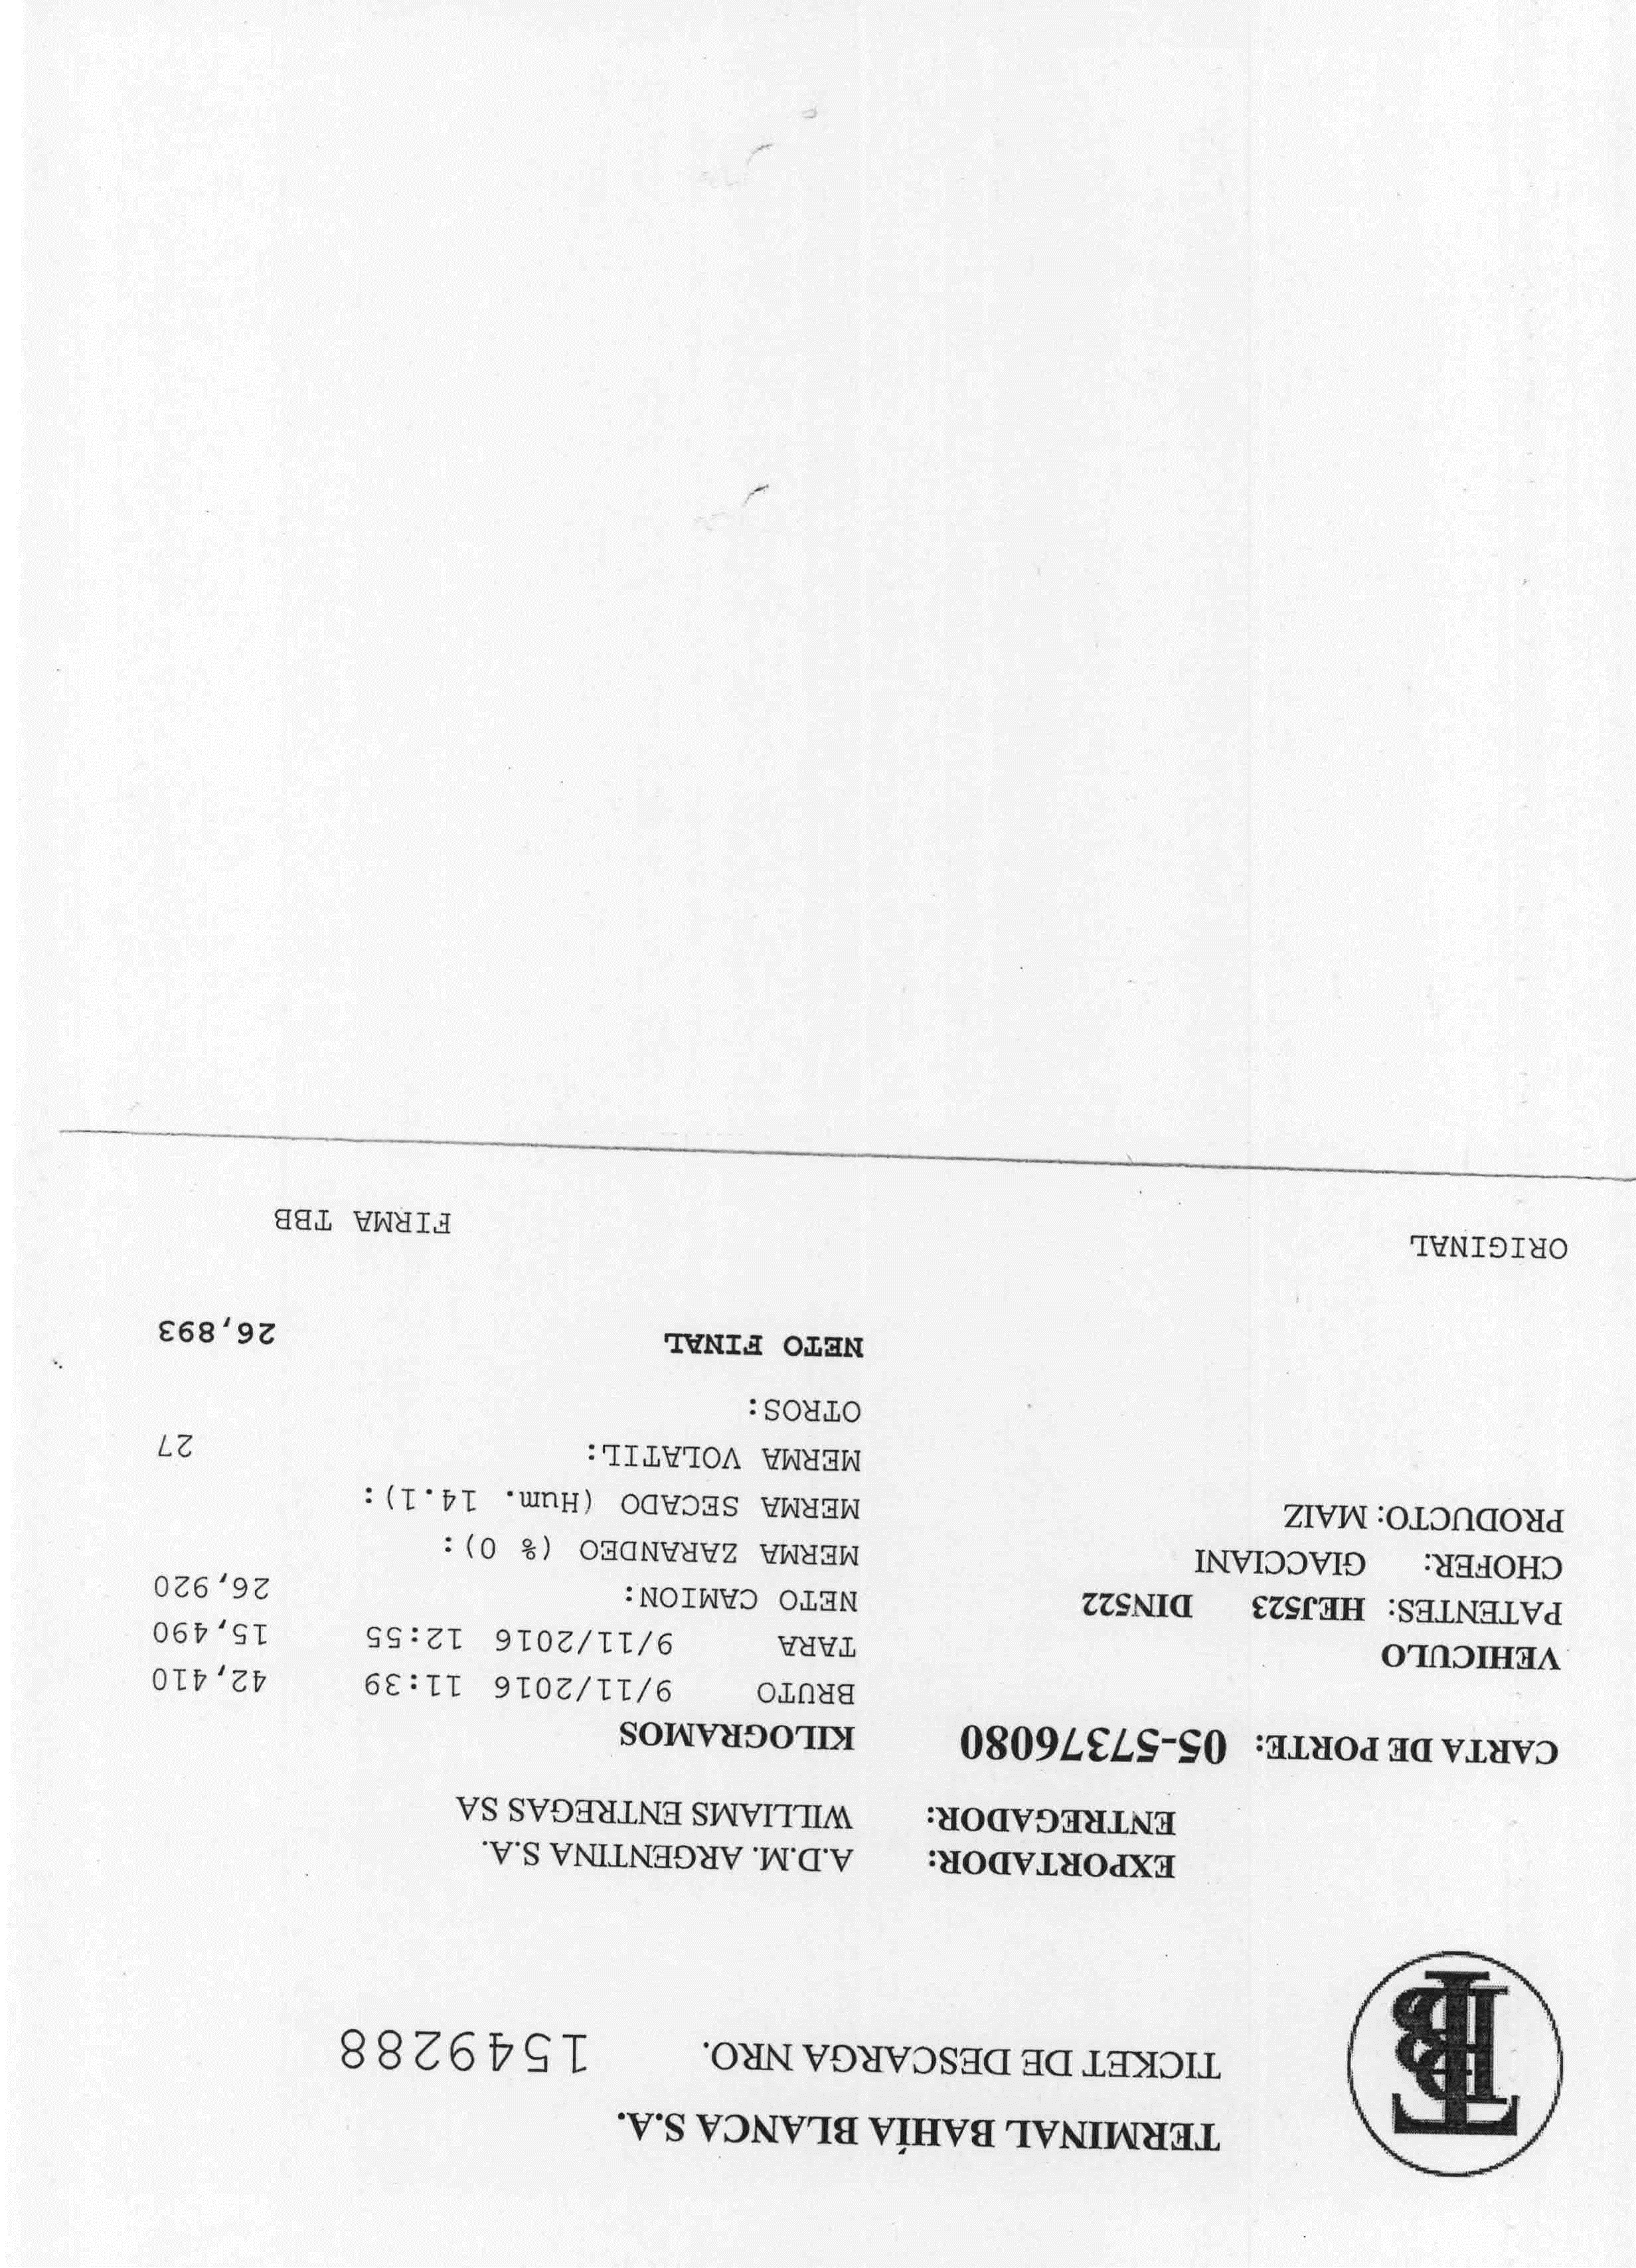 TERMINAL BAHÍA BLANCA S.A.
TICKET DE DESCARGA NRO. 1549288
EXPORTADOR: A.D.M. ARGENTINA S.A.
ENTREGADOR: WILLIAMS ENTREGAS SA
CARTA DE PORTE: 05-57376080 KILOGRAMOS
BRUTO 9/11/2016 11:39 42,410
VEHICULO TARA 9/11/2016 12:55 15,490
PATENTES: HEJ523 DIN522 NETO CAMION: 26,920
CHOFER: GIACCIANI MERMA ZARANDEO (% 0):
PRODUCTO: MAIZ MERMA SECADO (Hum. 14.1):
MERMA VOLATIL: 27
OTROS:
NETO FINAL 26,893
ORIGINAL FIRMA TBB